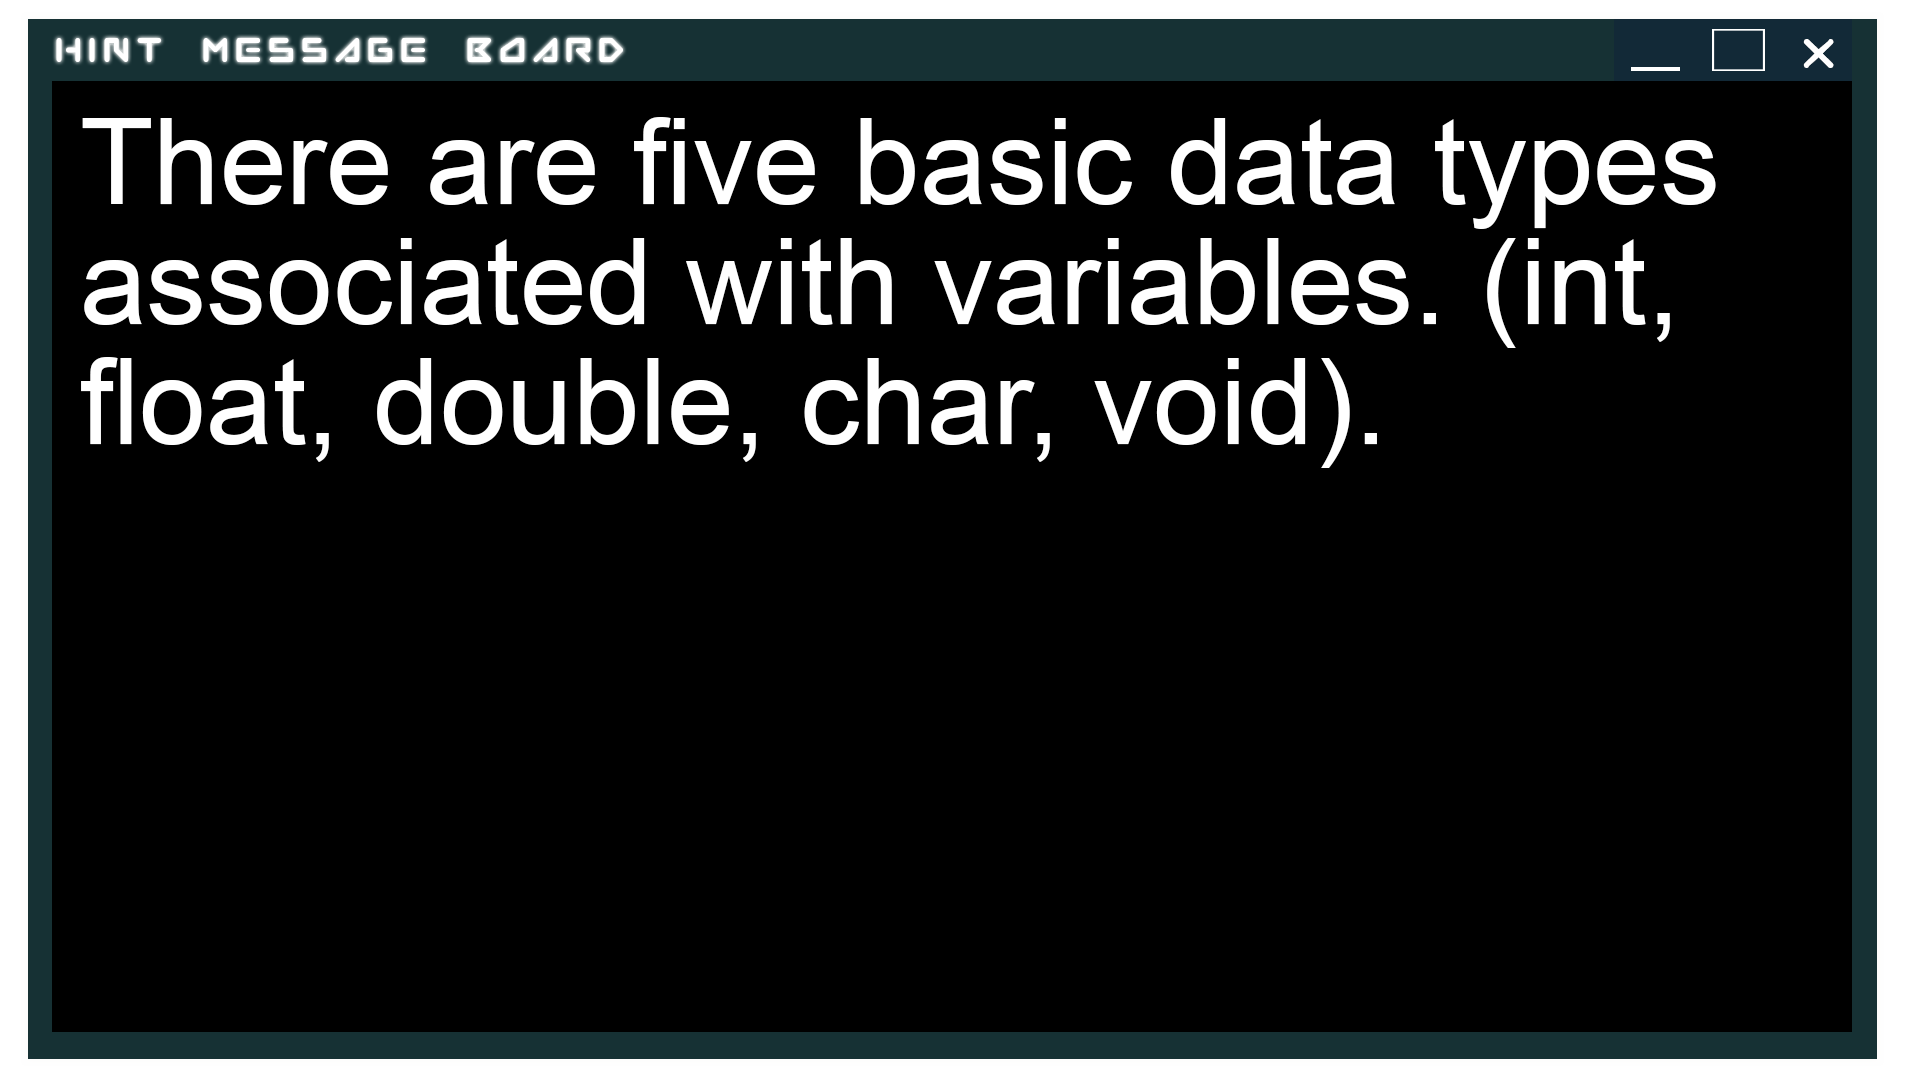 HINT MESSAGE BOARD
There are five basic data types
associated with variables. (int,
float, double, char, void).